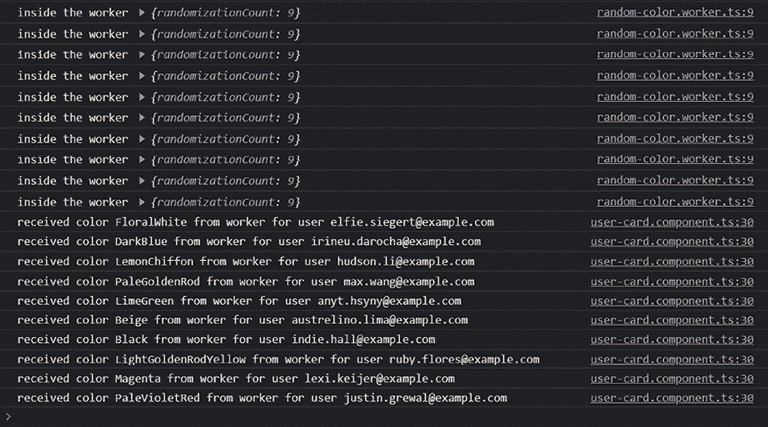 inside the worker ▶ {randomizationCount: 9} random-color.worker.ts:9
inside the worker ▶ {randomizationCount: 9} random-color.worker.ts:9
inside the worker ▶ {randomizationCount: 9} random-color.worker.ts:9
inside the worker ▶ {randomizationCount: 9} random-color.worker.ts:9
inside the worker ▶ {randomizationCount: 9} random-color.worker.ts:9
inside the worker ▶ {randomizationCount: 9} random-color.worker.ts:9
inside the worker ▶ {randomizationCount: 9} random-color.worker.ts:9
inside the worker ▶ {randomizationCount: 9} random-color.worker.ts:9
inside the worker ▶ {randomizationCount: 9} random-color.worker.ts:9
inside the worker ▶ {randomizationCount: 9} random-color.worker.ts:9
received color FloralWhite from worker for user elfie.siegert@example.com user-card.component.ts:30
received color DarkBlue from worker for user irineu.darocha@example.com user-card.component.ts:30
received color LemonChiffon from worker for user hudson.li@example.com user-card.component.ts:30
received color PaleGoldenRod from worker for user max.wang@example.com user-card.component.ts:30
received color LimeGreen from worker for user anyt.hsyny@example.com user-card.component.ts:30
received color Beige from worker for user austrelino.lima@example.com user-card.component.ts:30
received color Black from worker for user indie.hall@example.com user-card.component.ts:30
received color LightGoldenRodYellow from worker for user ruby.flores@example.com user-card.component.ts:30
received color Magenta from worker for user lexi.keijer@example.com user-card.component.ts:30
received color PaleVioletRed from worker for user justin.grewal@example.com user-card.component.ts:30
>